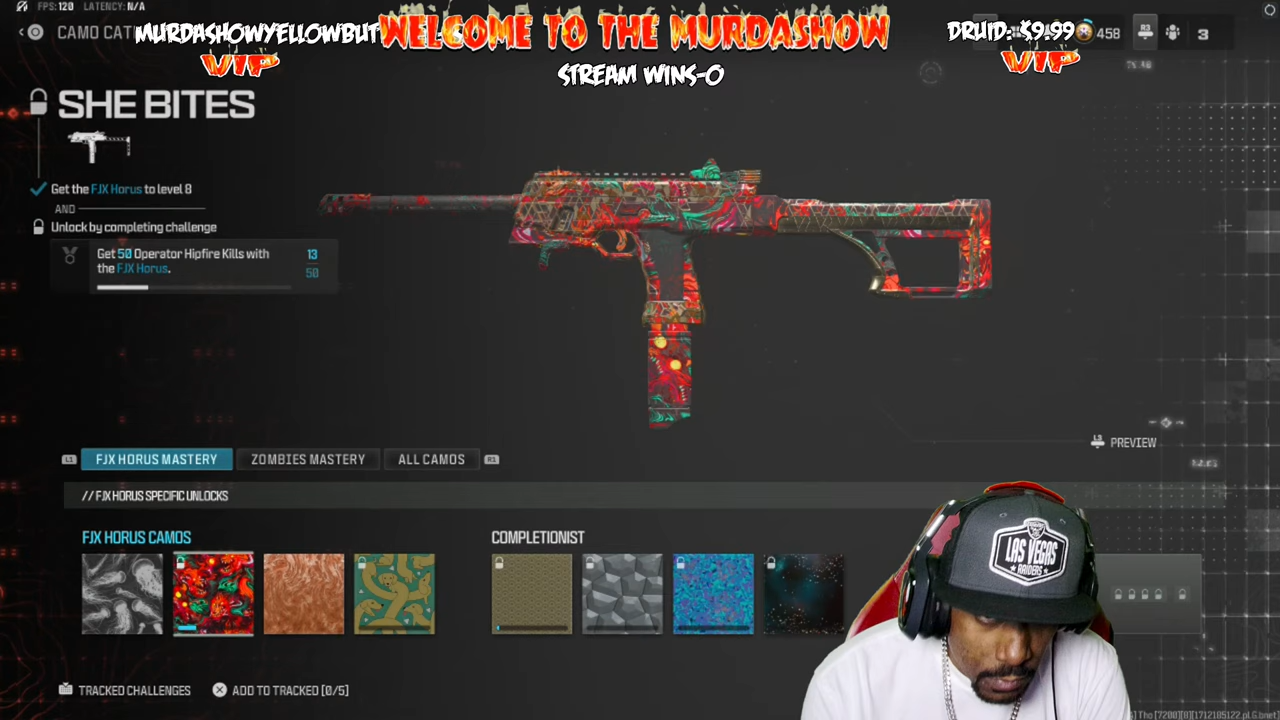 FPS:120 LATENCY: N/A
MURDASHOWYELLOWBUT
VIP
WELCOME TO THE MURDASHOW
STREAM WINS-0
DRUID: $9.99
VIP
458
3
CAMO CAT
SHE BITES
Get the FJX Horus to level 8
AND
Unlock by completing challenge
Get 50 Operator Hipfire Kills with
the FJX Horus.
13
50
PREVIEW
L1 FJX HORUS MASTERY ZOMBIES MASTERY ALL CAMOS R1
// FJX HORUS SPECIFIC UNLOCKS
FJX HORUS CAMOS
COMPLETIONIST
LAS VEGAS
RAIDERS
TRACKED CHALLENGES ADD TO TRACKED [0/5]